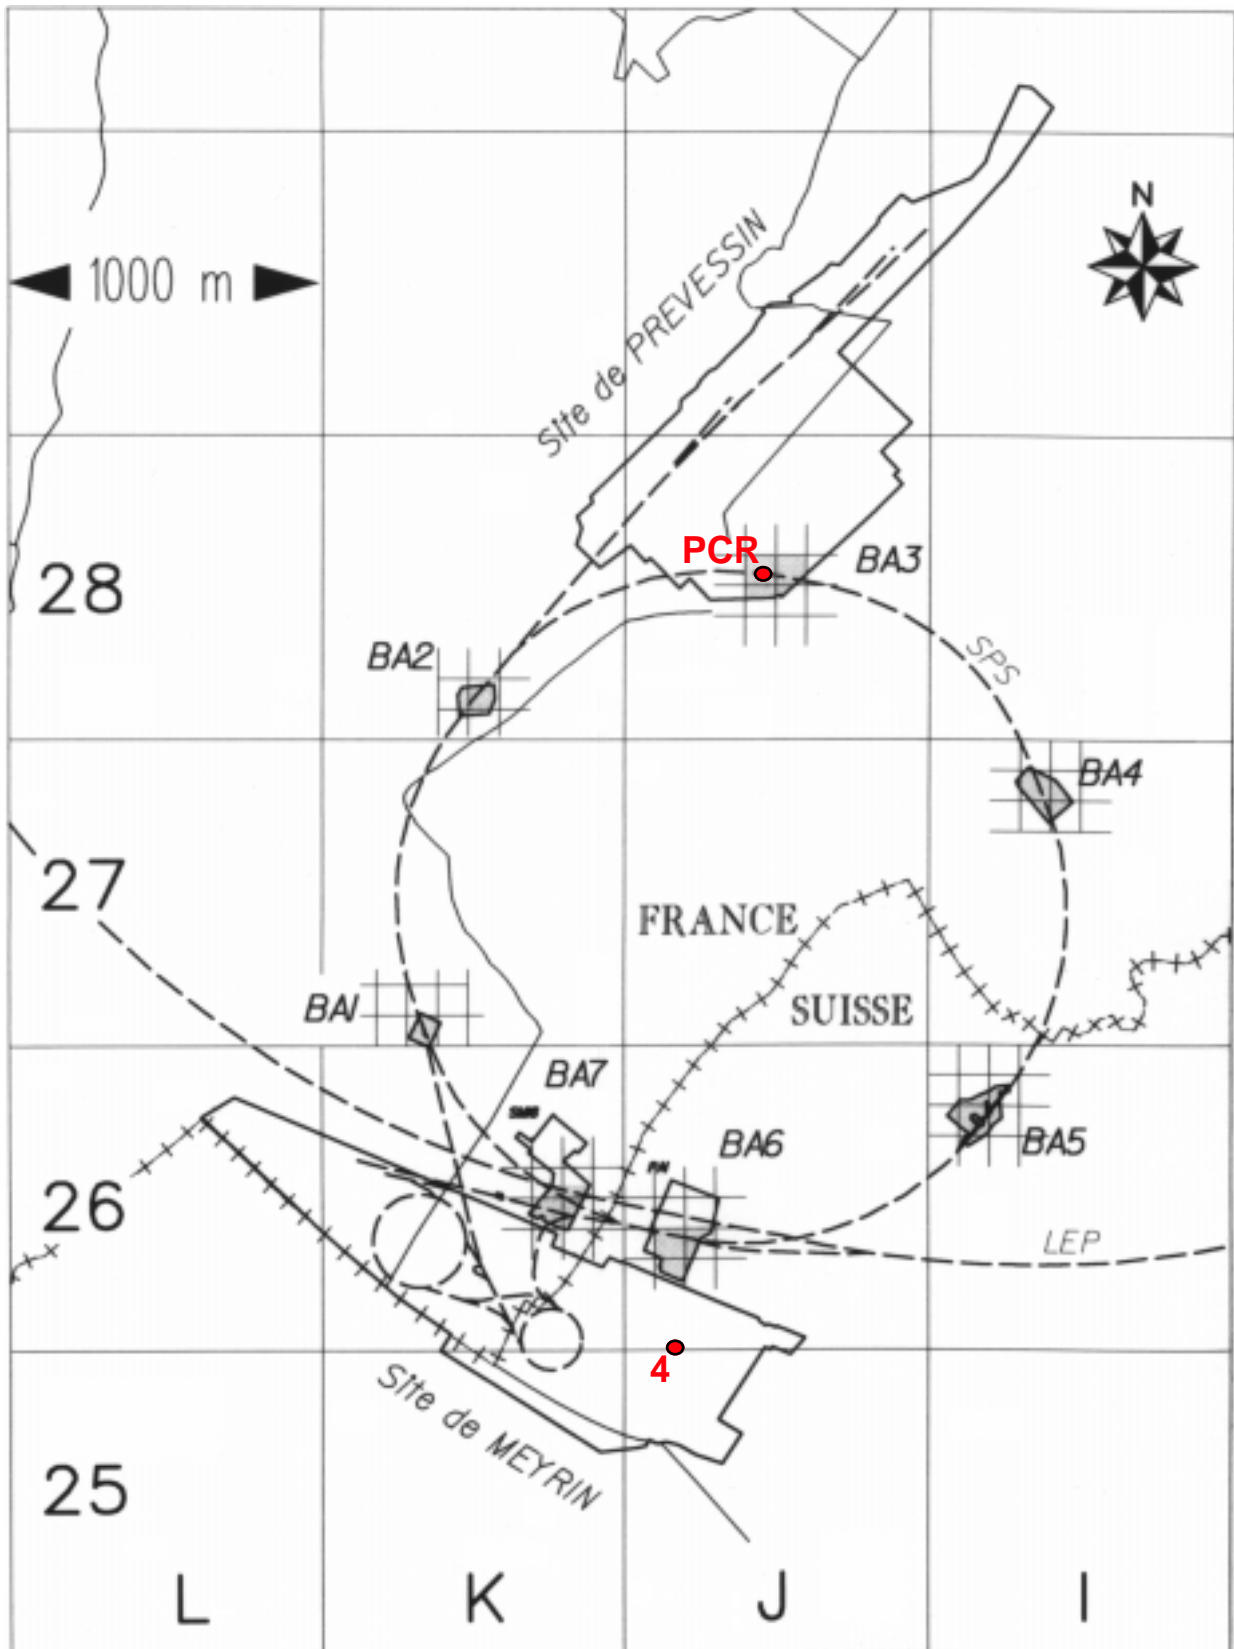 N
1000 m
Site de PREVESSIN
PCR
BA3
28
BA2
SPS
BA4
27
FRANCE
SUISSE
BA1
BA7
BA6
BA5
26
LEP
4
Site de MEYRIN
25
L K J I